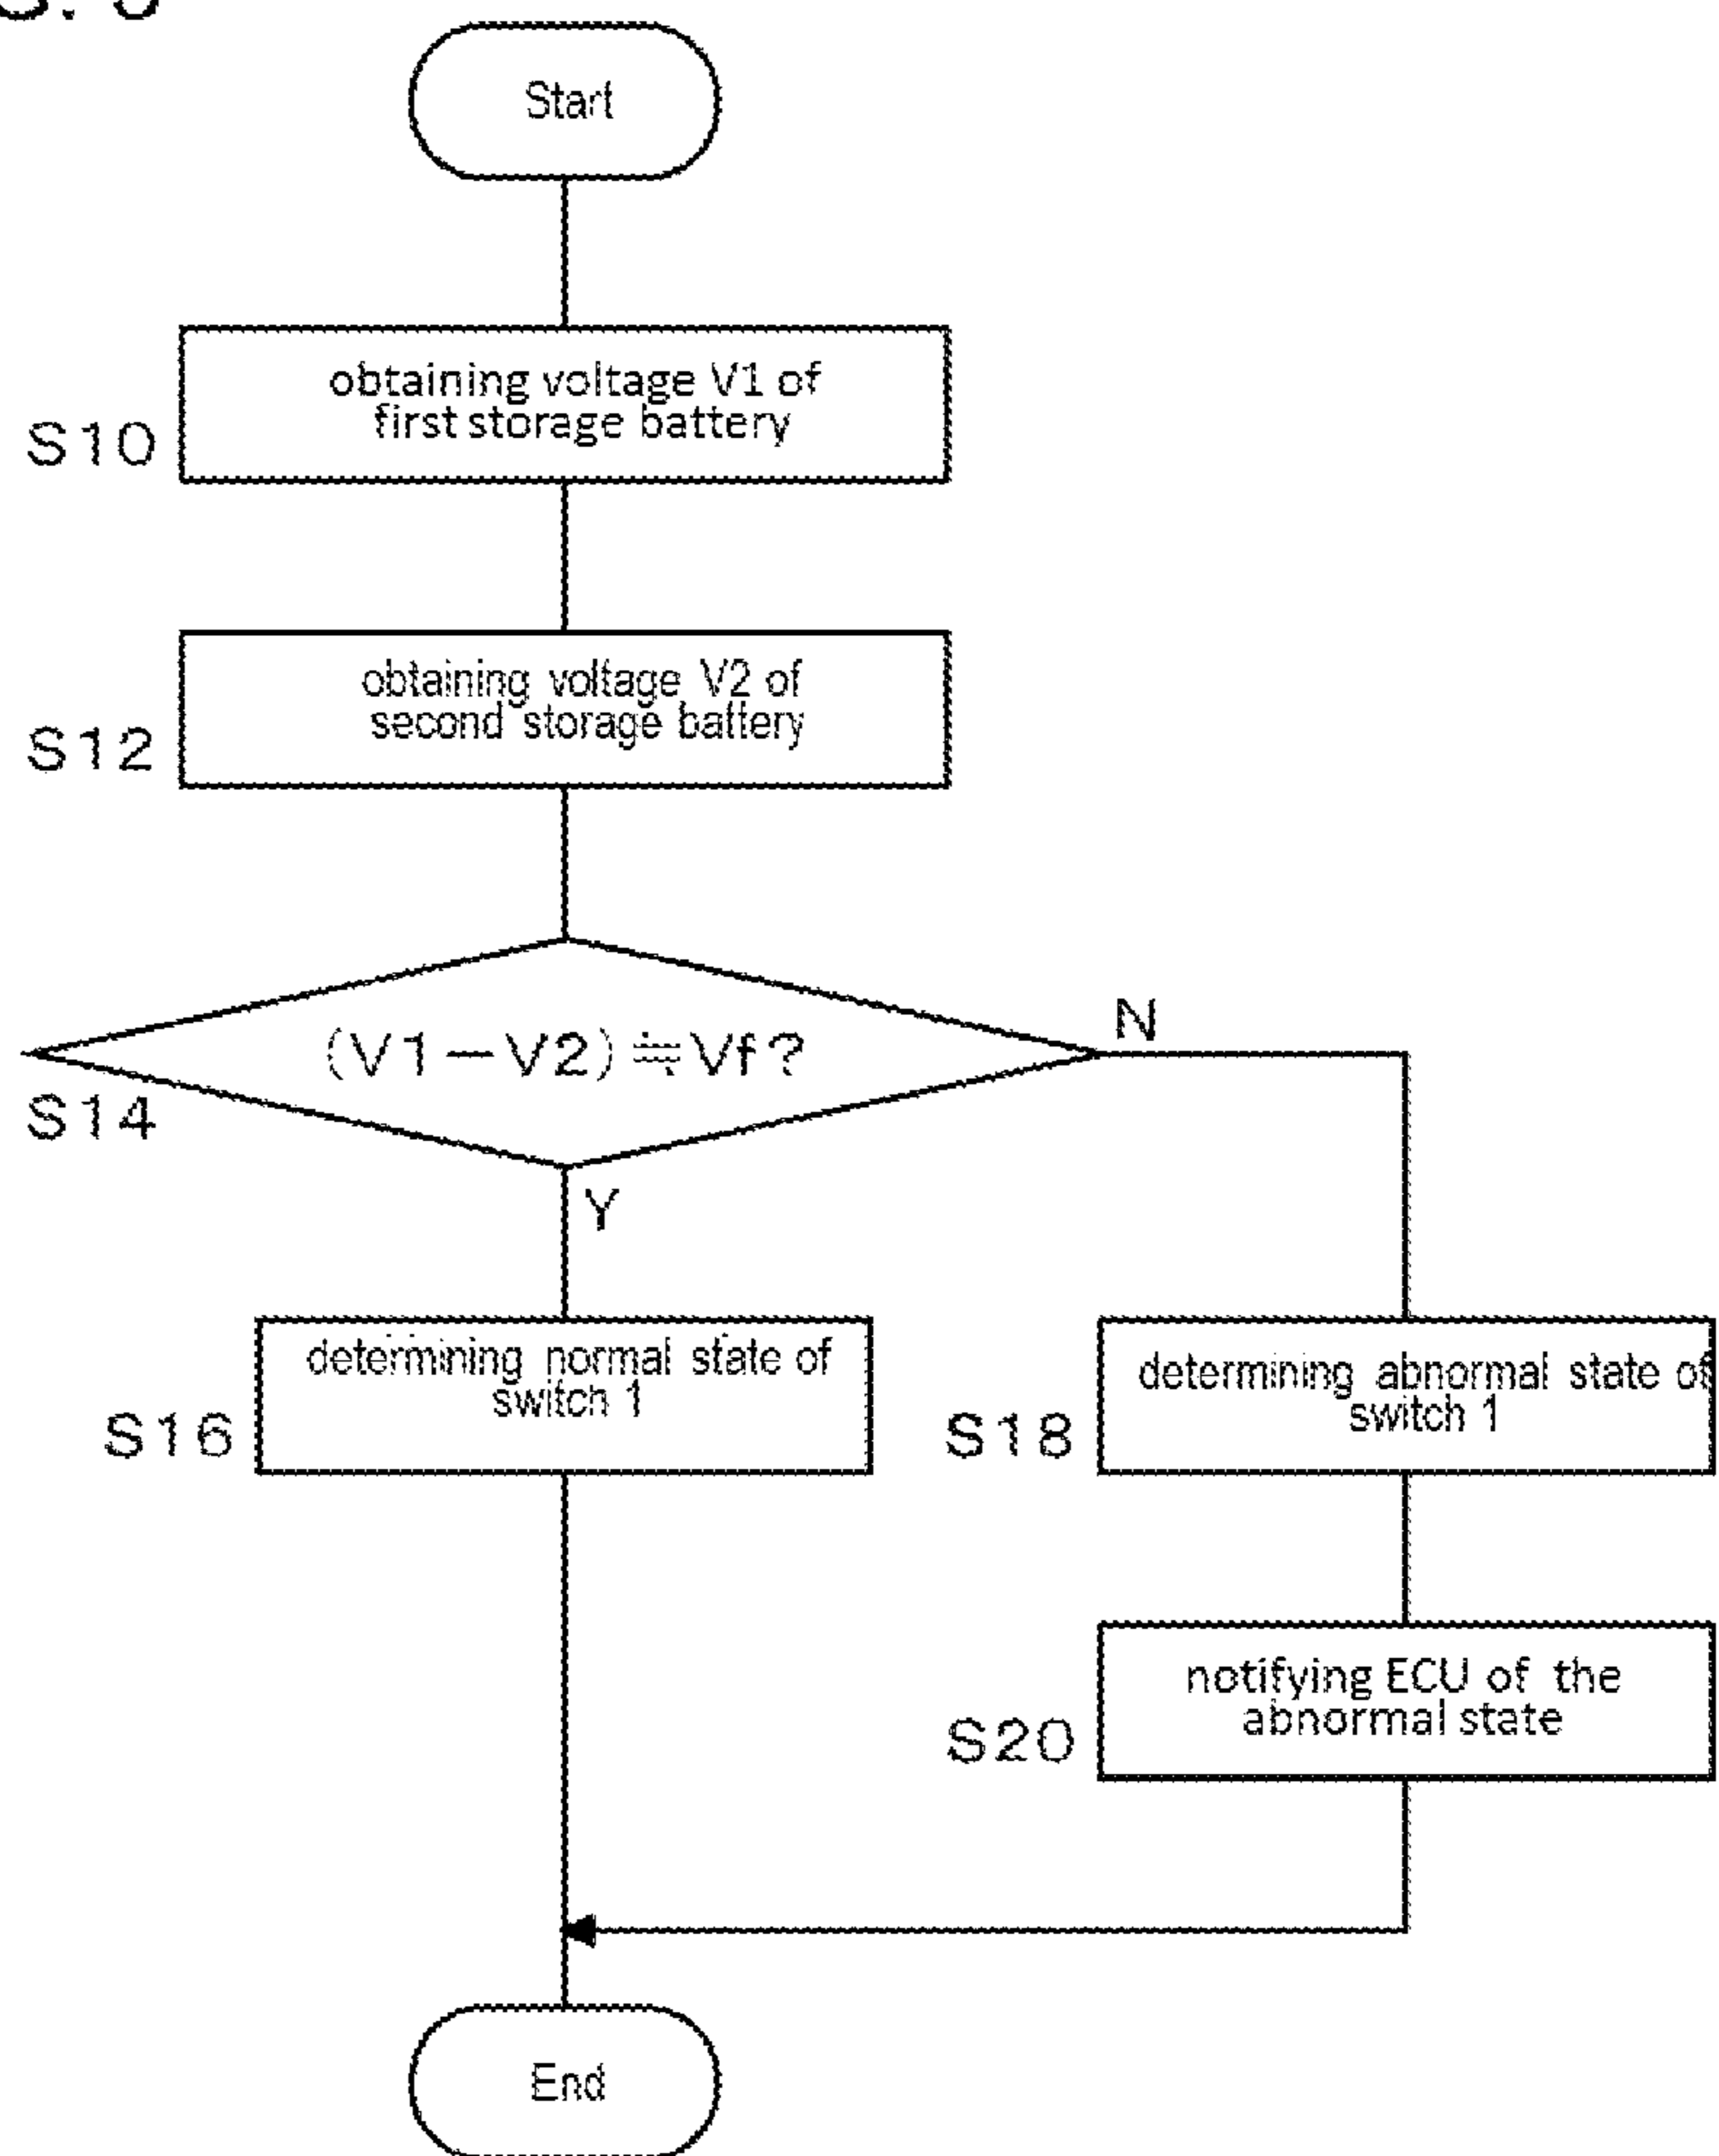 Start
obtaining voltage V1 of
first storage battery
S10
obtaining voltage V2 of
second storage battery
S12
(V1-V2)≒Vf?
N
S14
Y
determining normal state of
switch 1
S16
determining abnormal state of
switch 1
S18
notifying ECU of the
abnormal state
S20
End